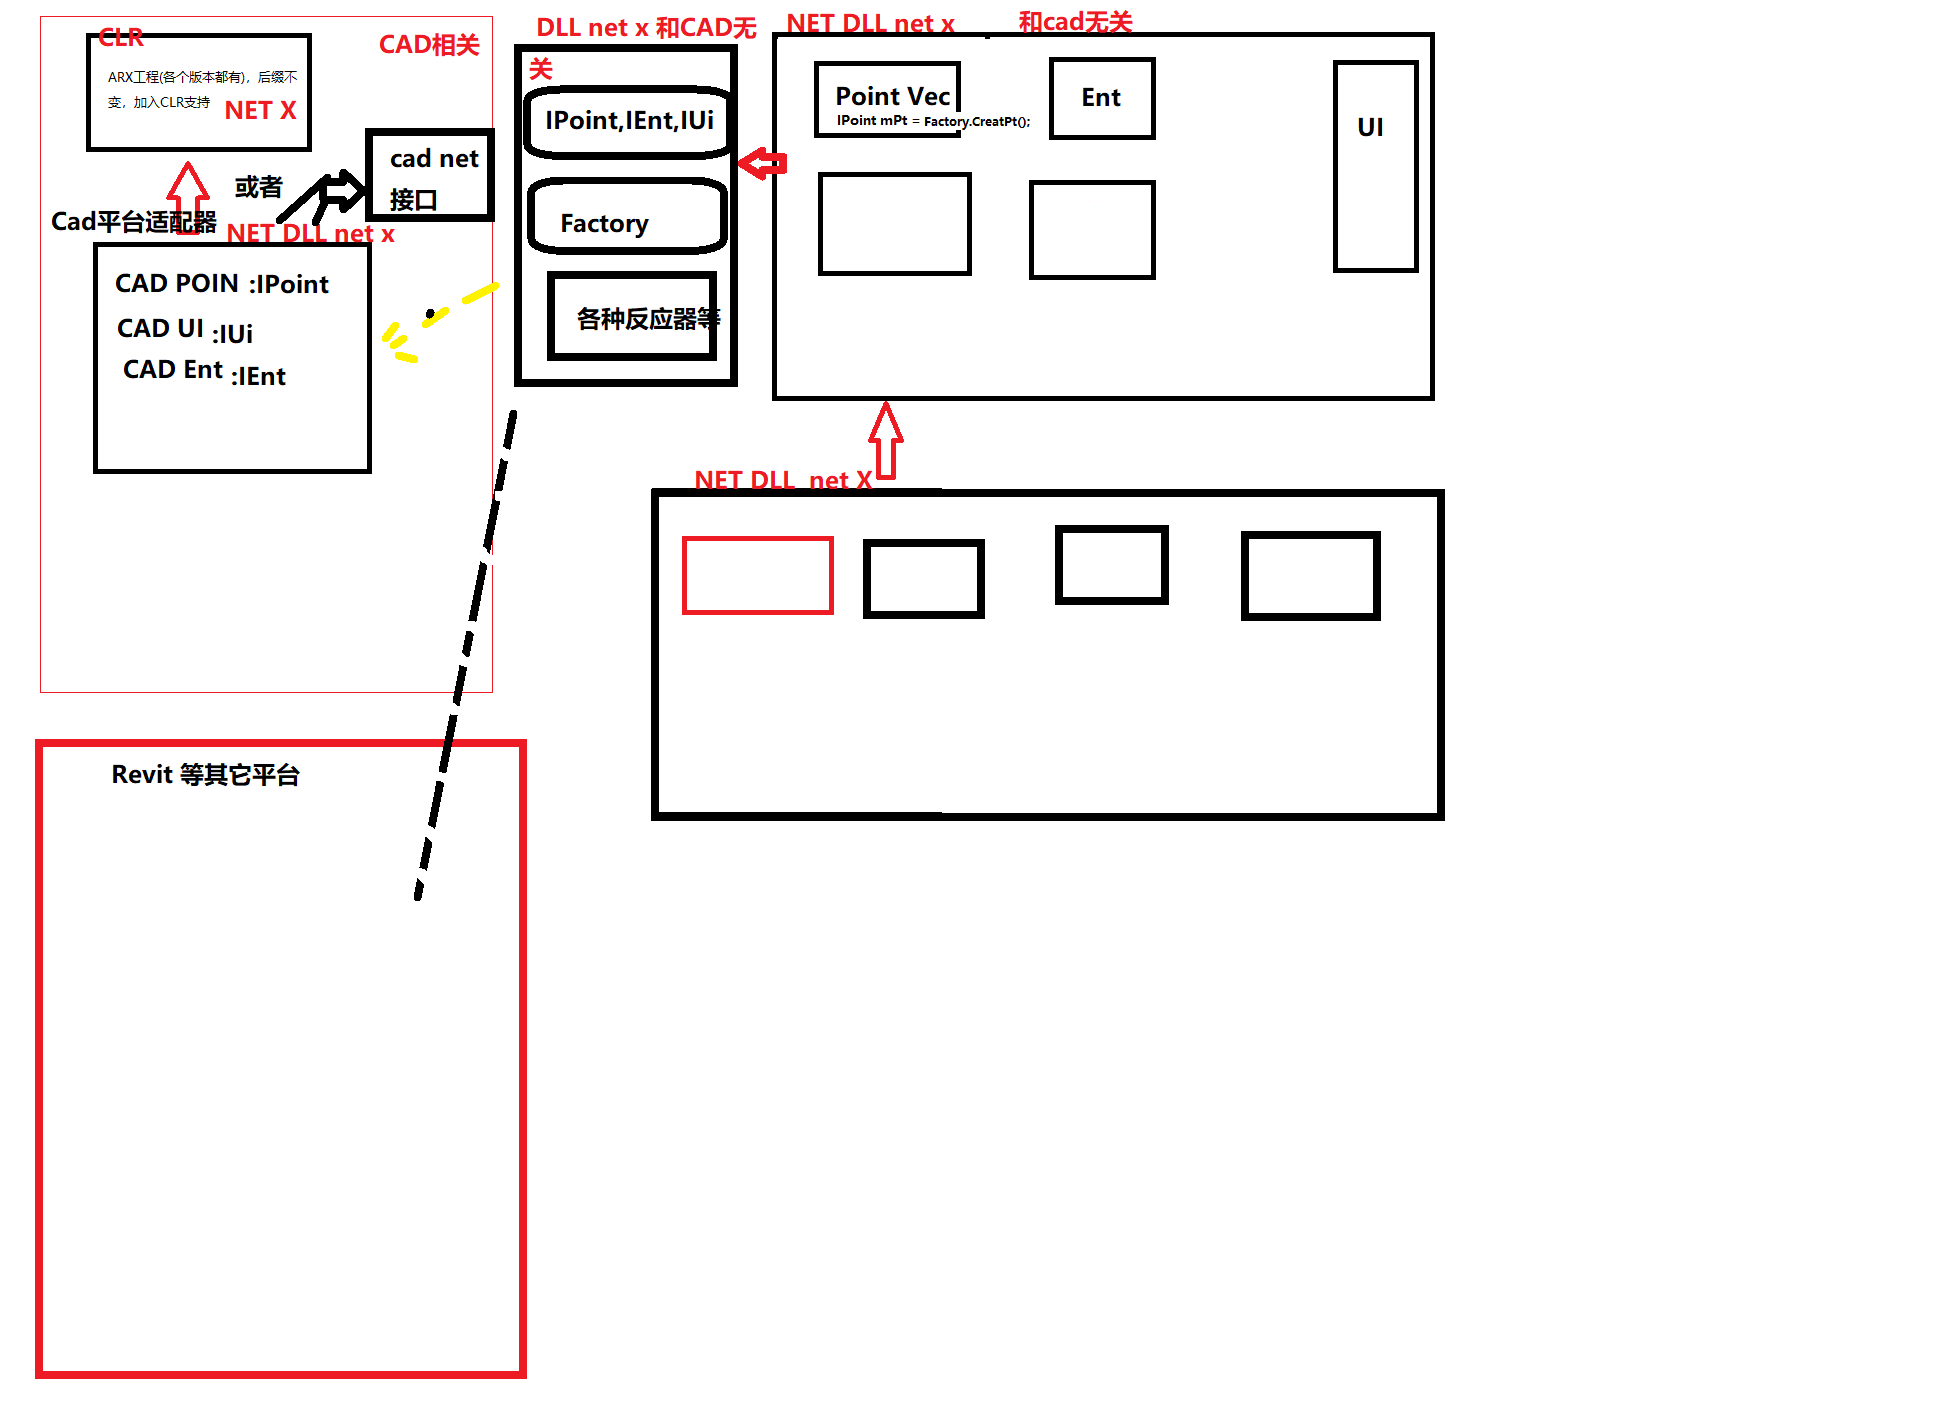 CLR
CAD相关
ARX工程(各个版本都有)，后缀不
变，加入CLR支持
NET X
cad net
接口
或者
Cad平台适配器
NET DLL net x
CAD POIN :IPoint
CAD UI :IUi
CAD Ent :IEnt
DLL net x 和CAD无
关
IPoint,IEnt,IUi
Factory
各种反应器等
NET DLL net x
和cad无关
Point Vec
IPoint mPt = Factory.CreatPt();
Ent
UI
NET DLL  net X
Revit 等其它平台